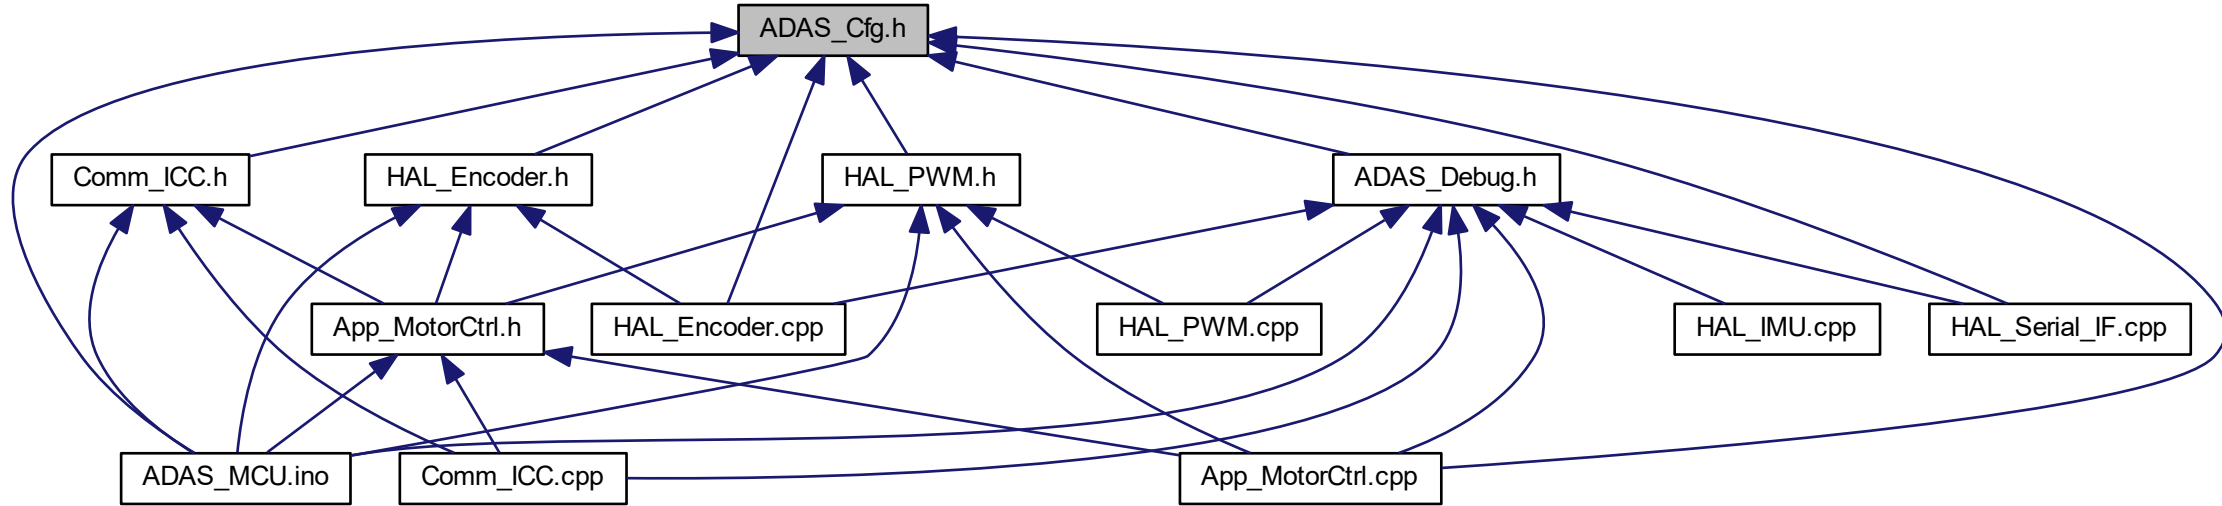 ADAS_Cfg.h
Comm_ICC.h
HAL_Encoder.h
HAL_PWM.h
ADAS_Debug.h
App_MotorCtrl.h
HAL_Encoder.cpp
HAL_PWM.cpp
HAL_IMU.cpp
HAL_Serial_IF.cpp
ADAS_MCU.ino
Comm_ICC.cpp
App_MotorCtrl.cpp